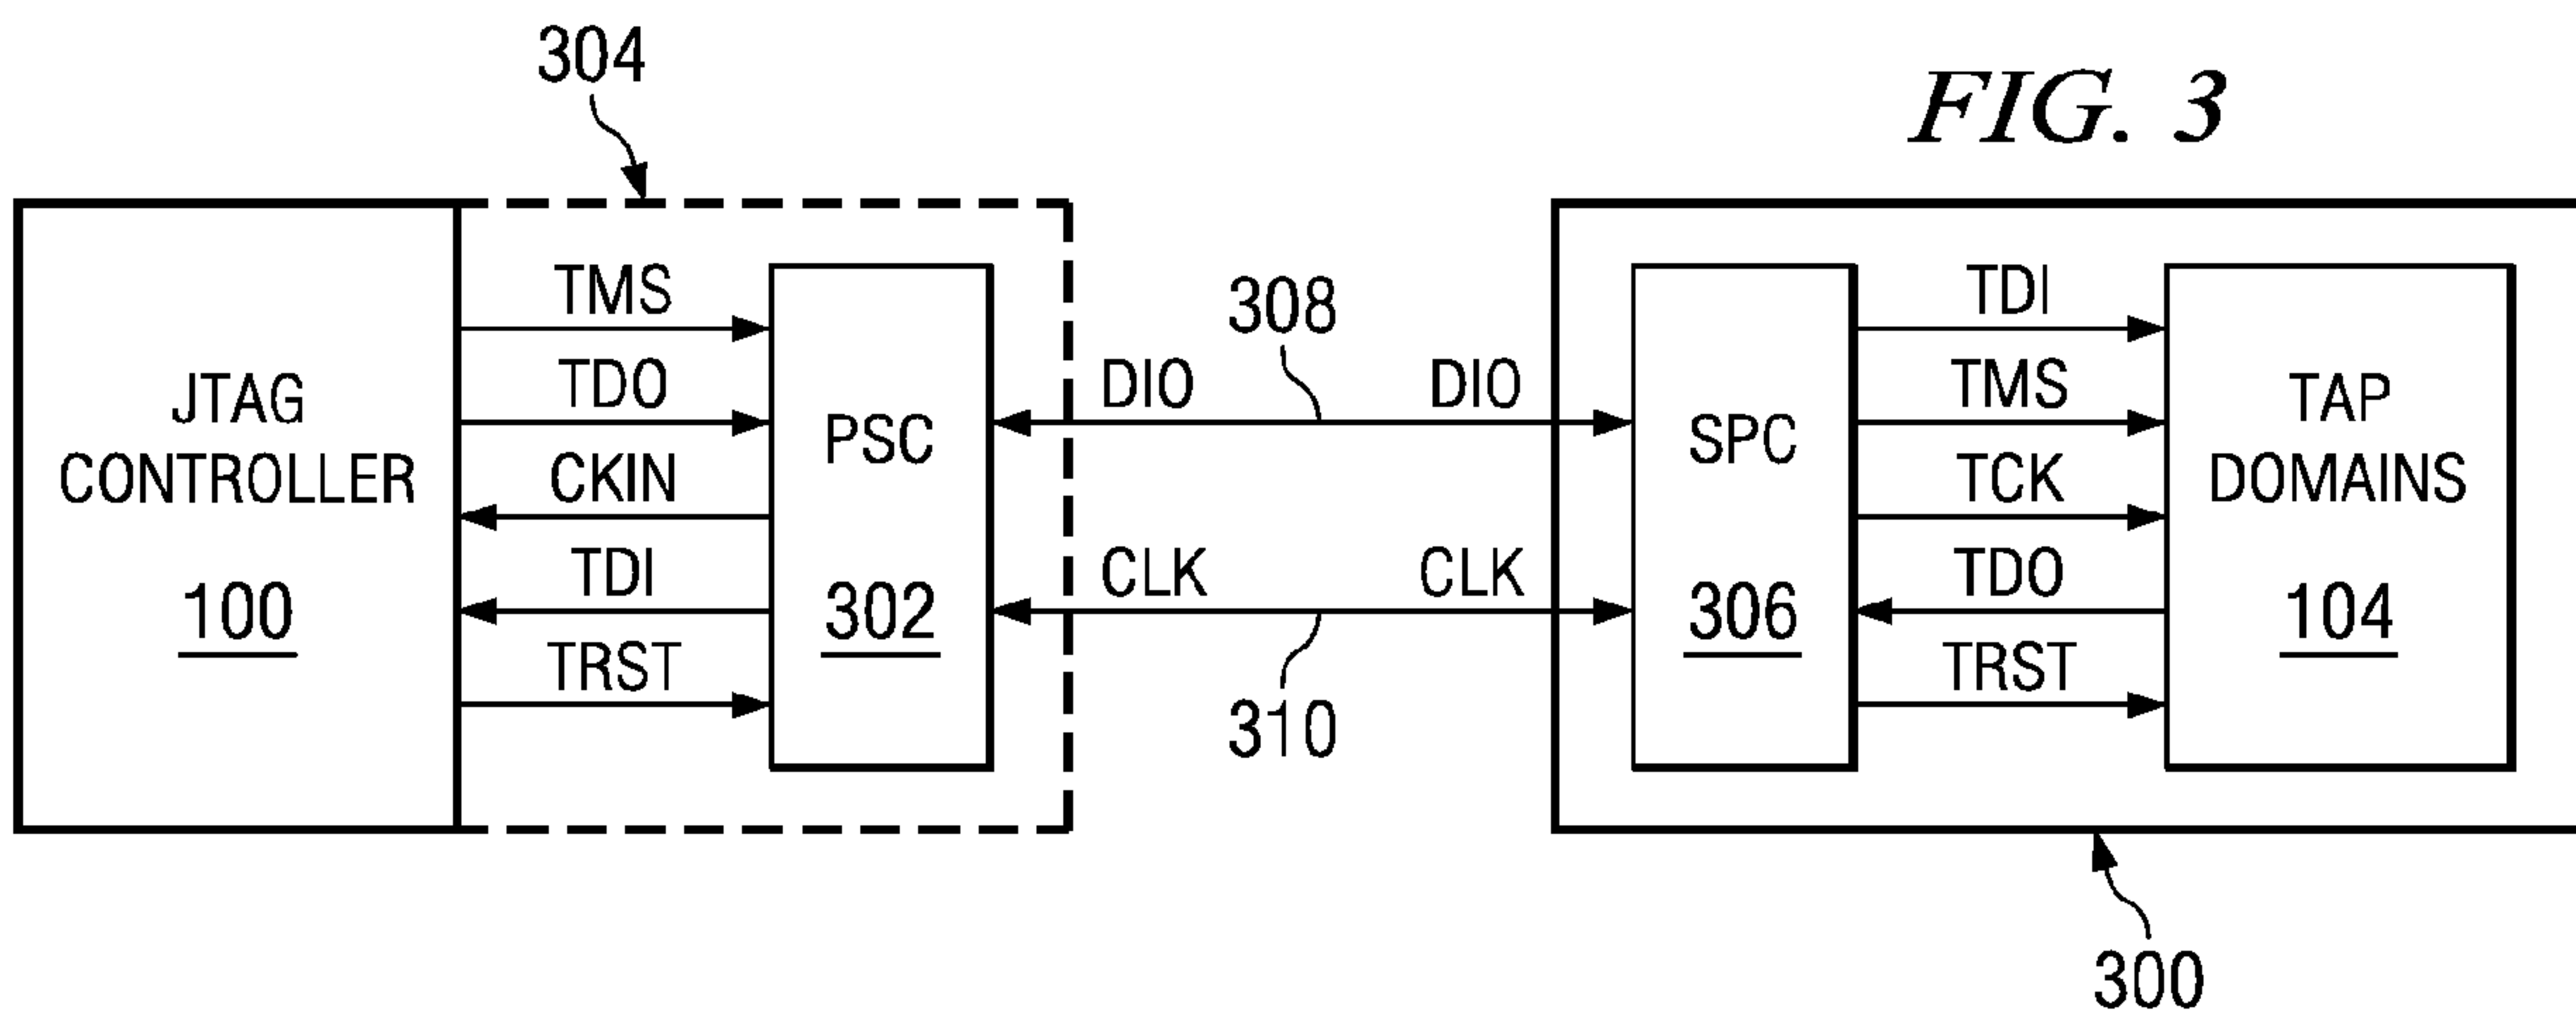 304
FIG. 3
JTAG
CONTROLLER
100
TMS
TDO
CKIN
TDI
TRST
PSC
302
308
DIO
DIO
CLK
CLK
310
SPC
306
TDI
TMS
TCK
TDO
TRST
TAP
DOMAINS
104
300